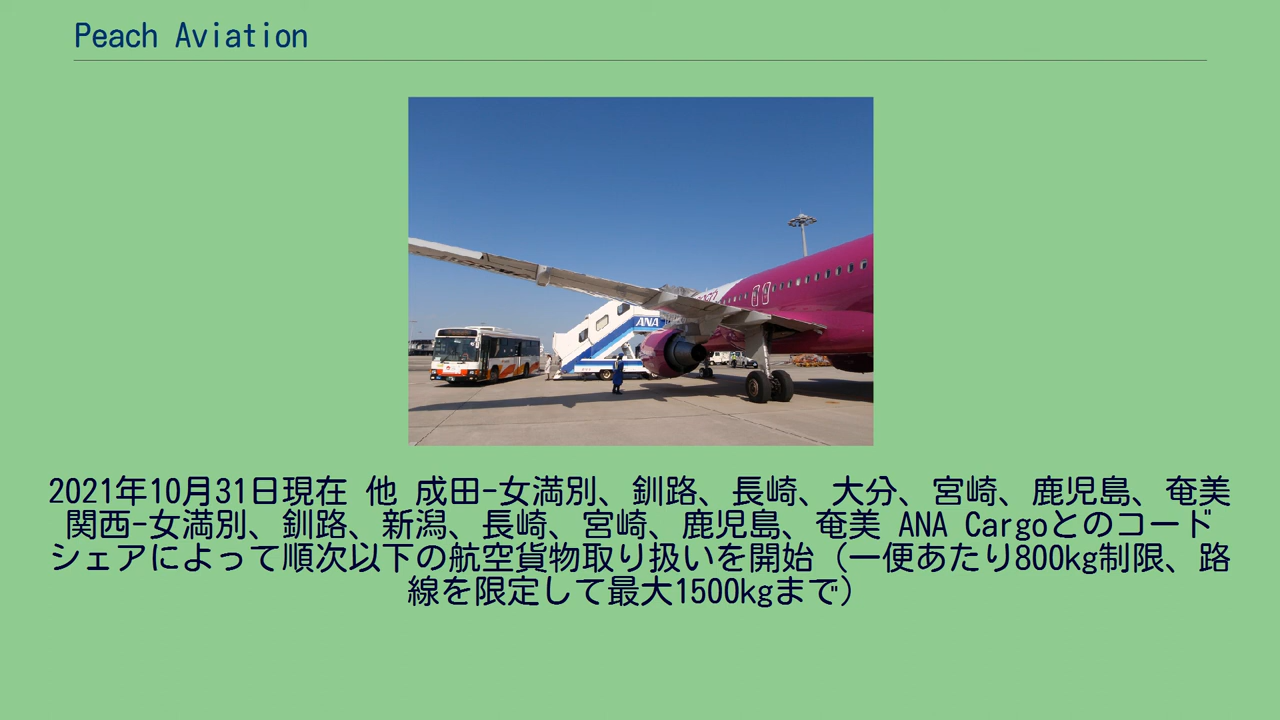 Peach Aviation
ANA
2021年10月31日現在 他 成田-女満別、釧路、長崎、大分、宮崎、鹿児島、奄美
関西-女満別、釧路、新潟、長崎、宮崎、鹿児島、奄美 ANA Cargoとのコード
シェアによって順次以下の航空貨物取り扱いを開始（一便あたり800kg制限、路
線を限定して最大1500kgまで）